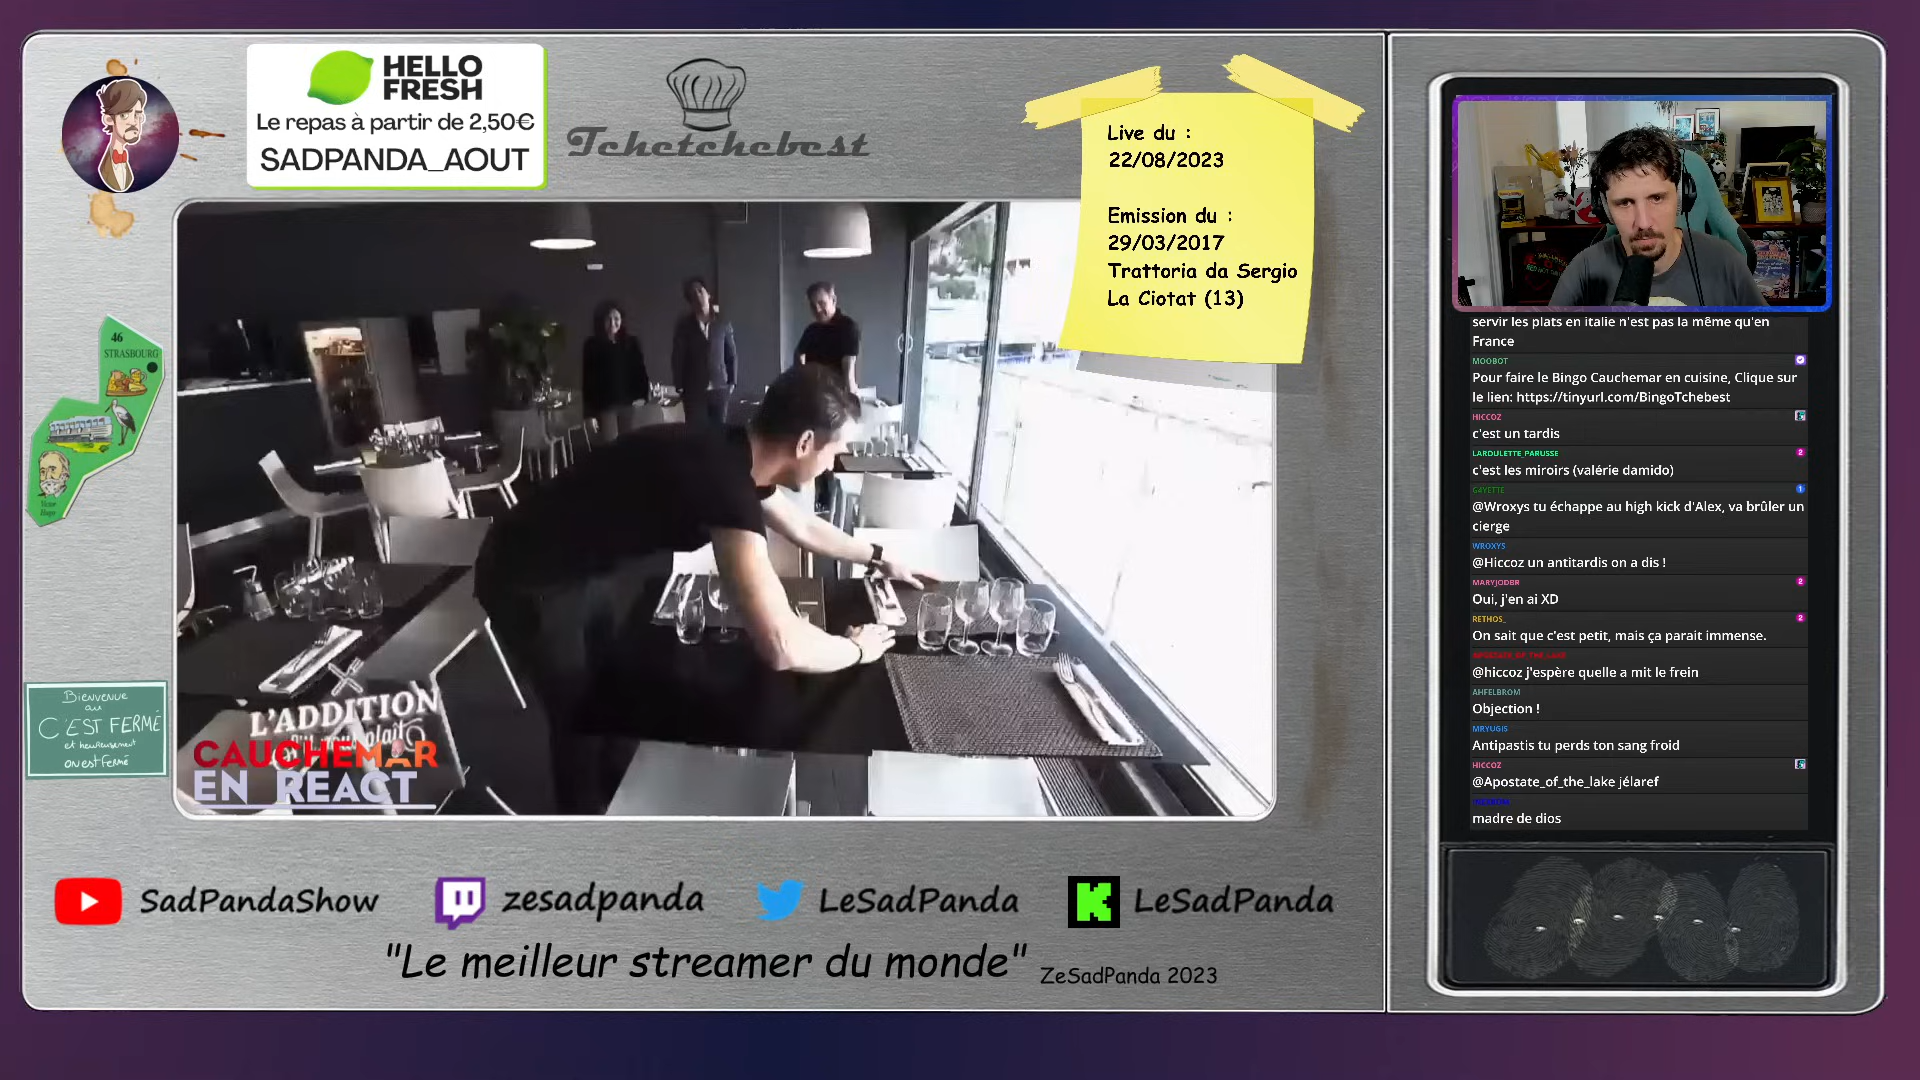 HELLO
FRESH
Le repas à partir de 2,50€
SADPANDA_AOUT
Tchetchebest
Live du :
22/08/2023
Emission du :
29/03/2017
Trattoria da Sergio
La Ciotat (13)
46
STRASBOURG
Victor
Hugo
Bienvenue
au
C'EST FERMÉ
et heureusement
on est fermé
L'ADDITION
CAUCHEMAR
EN REACT
servir les plats en italie n'est pas la même qu'en
France
MOOBOT
Pour faire le Bingo Cauchemar en cuisine, Clique sur
le lien: https://tinyurl.com/BingoTchebest
HICCOZ
c'est un tardis
LARDULETTE_PARUSSE
c'est les miroirs (valérie damido)
G4YETTE
@Wroxys tu échappe au high kick d'Alex, va brûler un
cierge
WROXYS
@Hiccoz un antitardis on a dis !
MARYJODBR
Oui, j'en ai XD
RETHOS_
On sait que c'est petit, mais ça parait immense.
APOSTATE_OF_THE_LAKE
@hiccoz j'espère quelle a mit le frein
AHFELBROM
Objection !
MRYUGIS
Antipastis tu perds ton sang froid
HICCOZ
@Apostate_of_the_lake jélaref
madre de dios
SadPandaShow
zesadpanda
LeSadPanda
LeSadPanda
"Le meilleur streamer du monde"
ZeSadPanda 2023